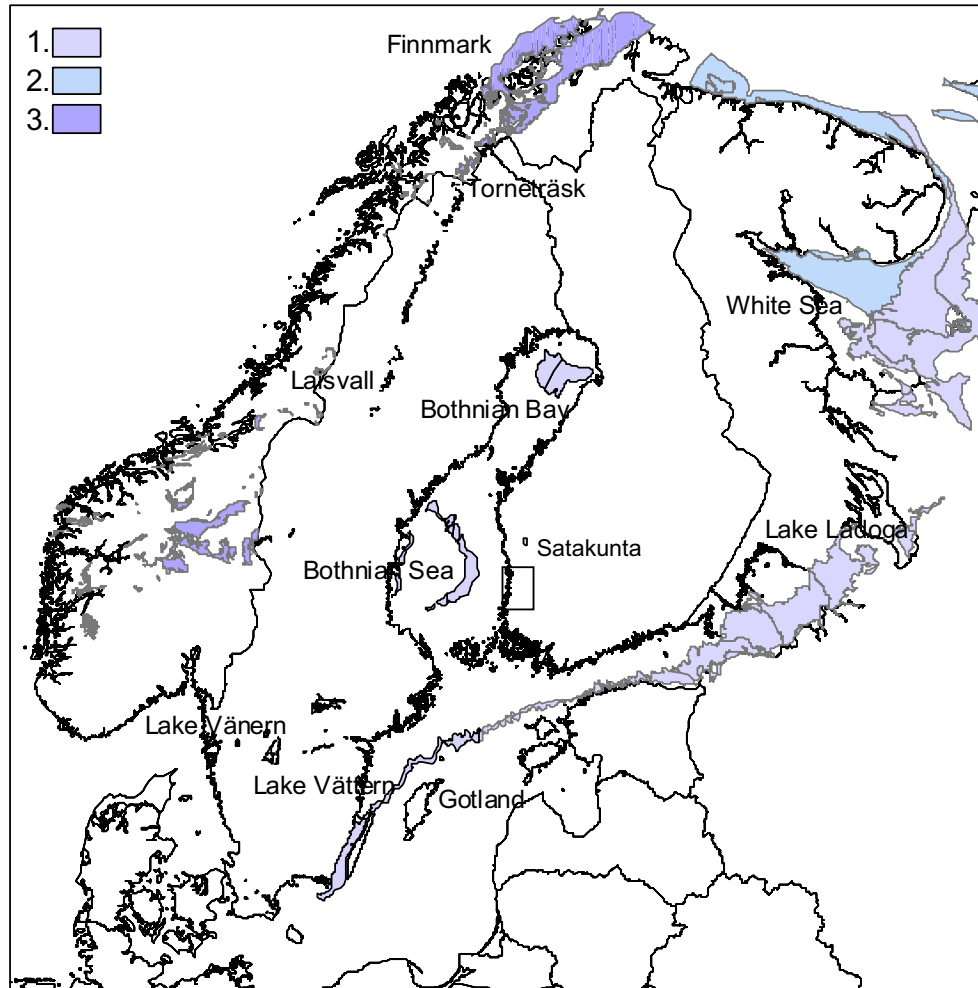 1.
2.
3.
Finnmark
Torneträsk
White Sea
Laisvall
Bothnian Bay
Lake Ladoga
Satakunta
Bothnian Sea
Lake Vänern
Lake Vättern
Gotland